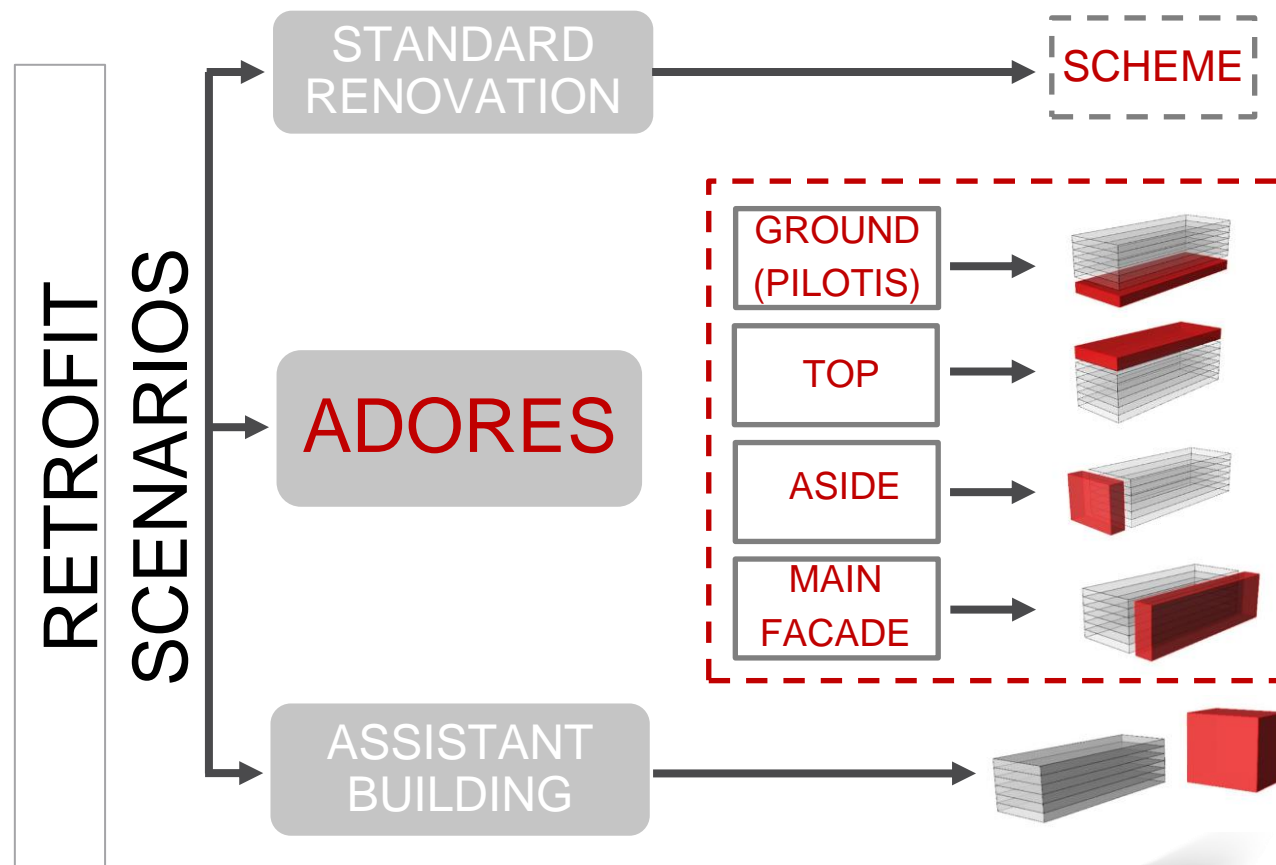 RETROFIT
SCENARIOS
STANDARD
RENOVATION
SCHEME
ADORES
GROUND
(PILOTIS)
TOP
ASIDE
MAIN
FACADE
ASSISTANT
BUILDING